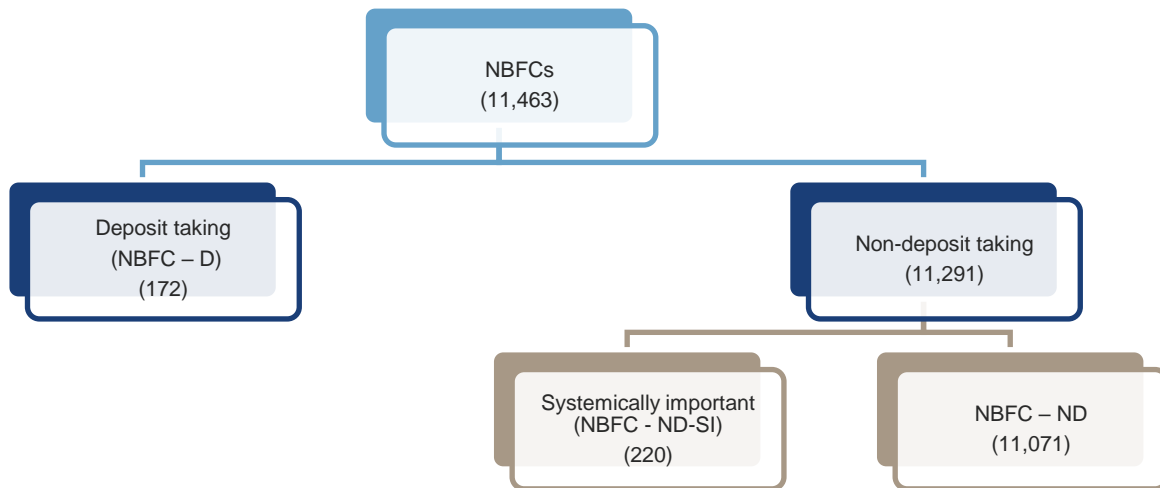 NBFCs
(11,463)
Deposit taking
(NBFC – D)
(172)
Non-deposit taking
(11,291)
Systemically important
(NBFC - ND-SI)
(220)
NBFC – ND
(11,071)